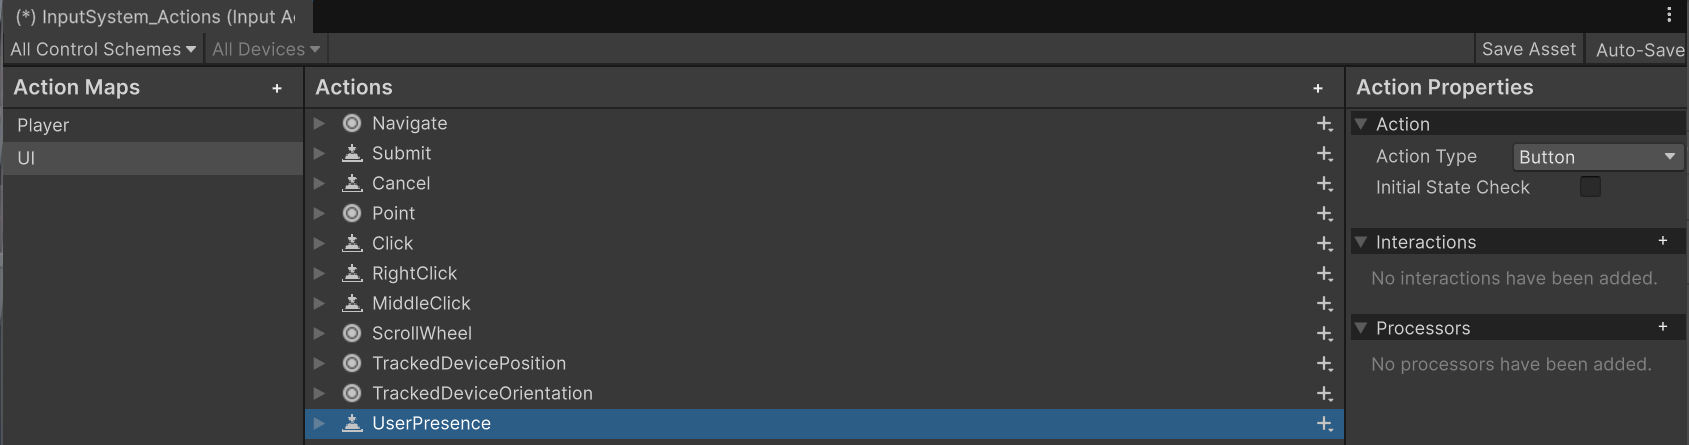 (*) InputSystem_Actions (Input A
All Control Schemes All Devices Save Asset Auto-Save
Action Maps + Actions + Action Properties
Player
UI
Navigate
Submit
Cancel
Point
Click
RightClick
MiddleClick
ScrollWheel
TrackedDevicePosition
TrackedDeviceOrientation
UserPresence
Action
Action Type Button
Initial State Check
Interactions +
No interactions have been added.
Processors +
No processors have been added.